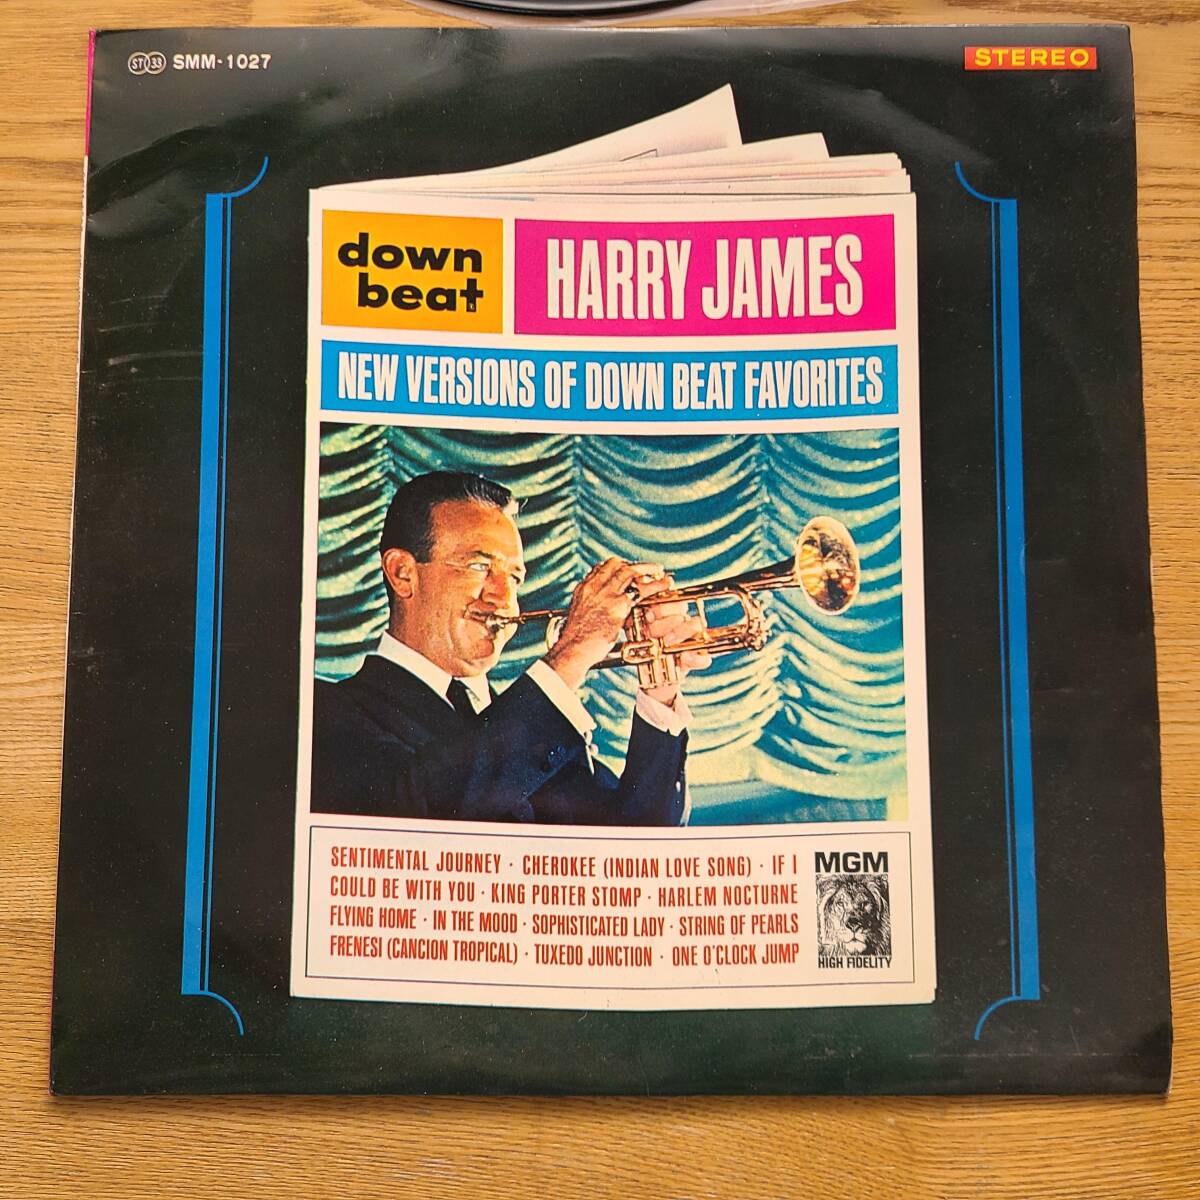 ST 33 SMM-1027
STEREO
down
beat
HARRY JAMES
NEW VERSIONS OF DOWN BEAT FAVORITES
SENTIMENTAL JOURNEY · CHEROKEE (INDIAN LOVE SONG) · IF I
COULD BE WITH YOU · KING PORTER STOMP · HARLEM NOCTURNE
FLYING HOME · IN THE MOOD · SOPHISTICATED LADY · STRING OF PEARLS
FRENESI (CANCION TROPICAL) · TUXEDO JUNCTION · ONE O'CLOCK JUMP
MGM
HIGH FIDELITY